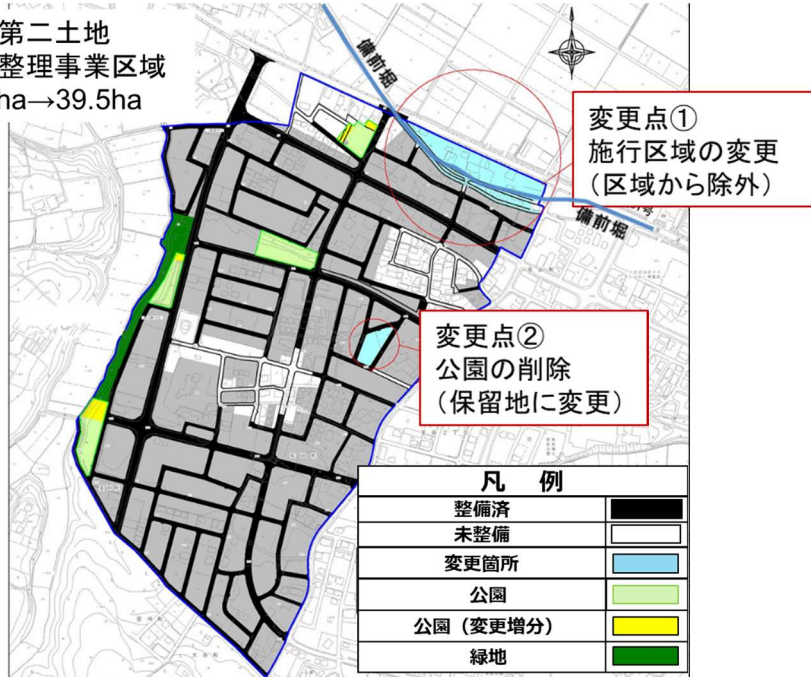 第二土地
整理事業区域
ha→39.5ha
備前堀
変更点①
施行区域の変更
（区域から除外）
号
備前堀
変更点②
公園の削除
（保留地に変更）
凡 例
整備済
未整備
変更箇所
公園
公園（変更増分）
緑地